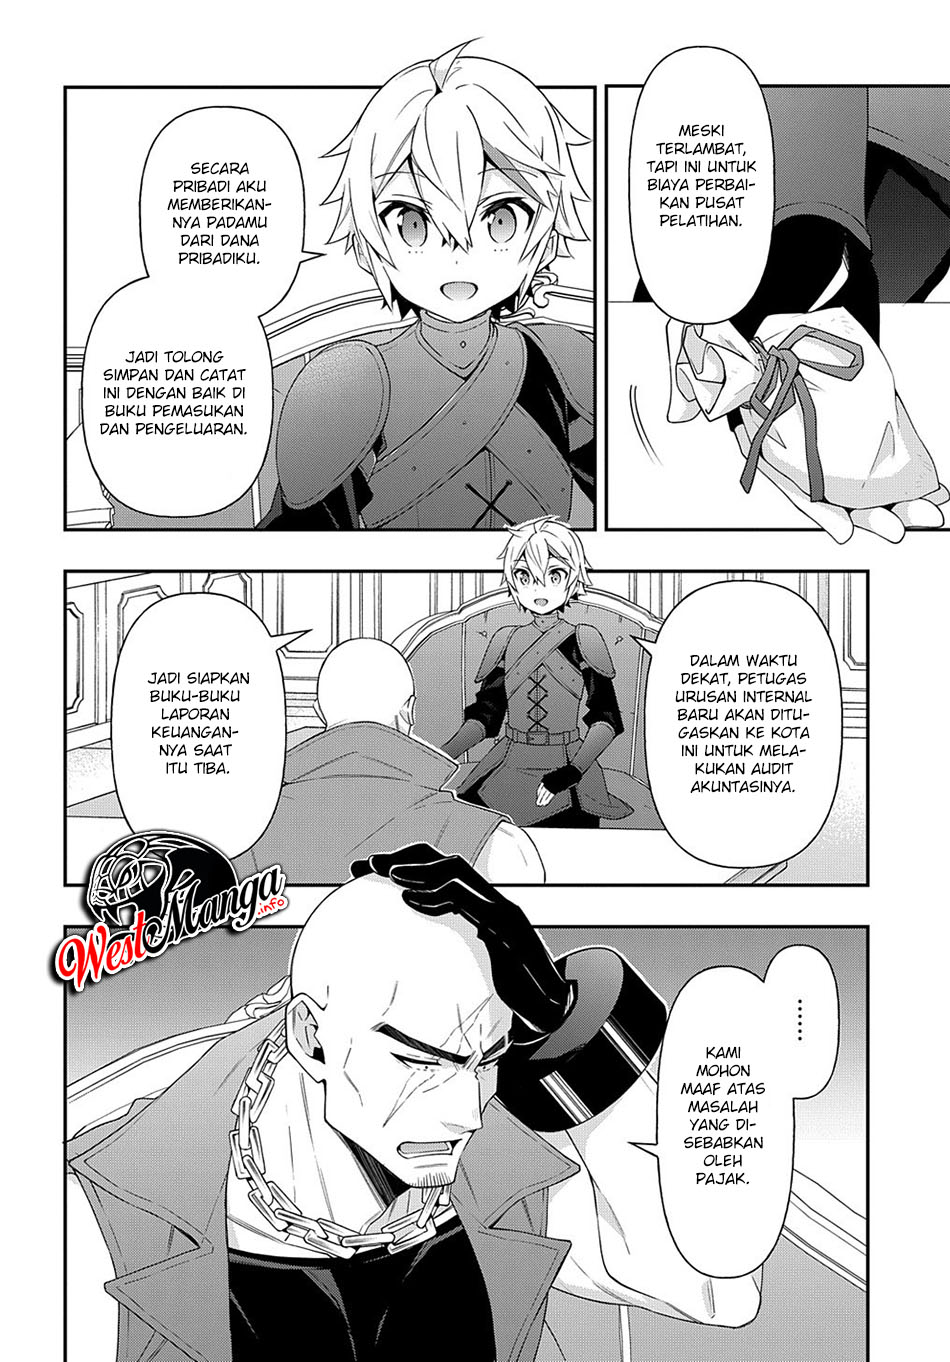 MESKI
TERLAMBAT,
TAPI INI UNTUK
BIAYA PERBAI-
KAN PUSAT
PELATIHAN.
SECARA
PRIBADI AKU
MEMBERIKAN-
NYA PADAMU
DARI DANA
PRIBADIKU.
JADI TOLONG
SIMPAN DAN CATAT
INI DENGAN BAIK DI
BUKU PEMASUKAN
DAN PENGELUARAN.
DALAM WAKTU
DEKAT, PETUGAS
URUSAN INTERNAL
BARU AKAN DITU-
GASKAN KE KOTA
INI UNTUK MELA-
KUKAN AUDIT
AKUNTASINYA.
JADI SIAPKAN
BUKU-BUKU
LAPORAN
KEUANGAN-
NYA SAAT
ITU TIBA.
WestManga
.info
......
KAMI
MOHON
MAAF ATAS
MASALAH
YANG DI-
SEBABKAN
OLEH
PAJAK.